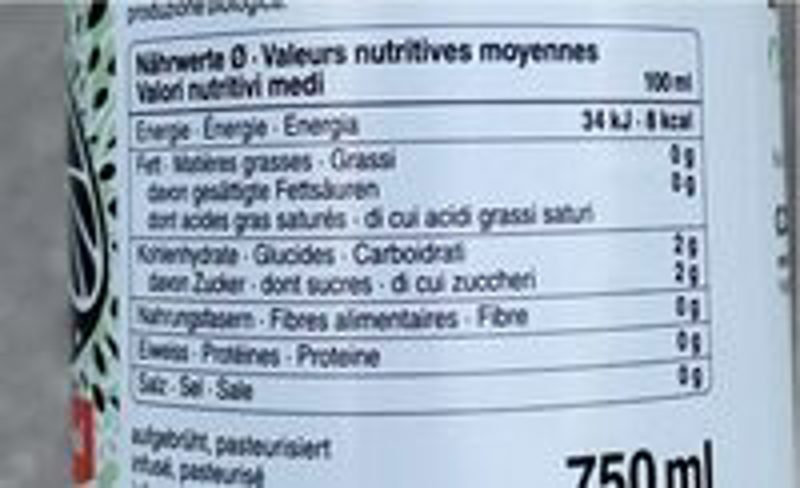 produzione biologica.
Nährwerte Ø · Valeurs nutritives moyennes
Valori nutritivi medi 100 ml
Energie · Énergie · Energia 34 kJ · 8 kcal
Fett · Matières grasses · Grassi 0 g
davon gesättigte Fettsäuren 0 g
dont acides gras saturés · di cui acidi grassi saturi
Kohlenhydrate · Glucides · Carboidrati 2 g
davon Zucker · dont sucres · di cui zuccheri 2 g
Nahrungsfasern · Fibres alimentaires · Fibre 0 g
Eiweiss · Protéines · Proteine 0 g
Salz · Sel · Sale 0 g
aufgebrüht, pasteurisiert
infusé, pasteurisé
750 ml